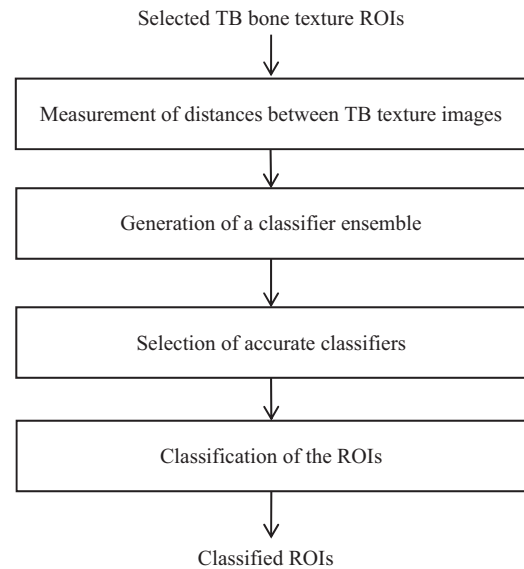 Selected TB bone texture ROIs
Measurement of distances between TB texture images
Generation of a classifier ensemble
Selection of accurate classifiers
Classification of the ROIs
Classified ROIs